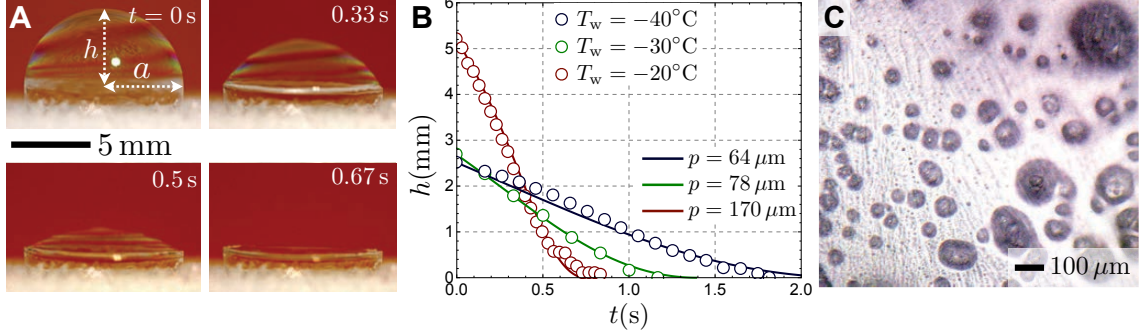 A
t = 0 s
h
a
0.33 s
5 mm
0.5 s
0.67 s
B
h(mm)
6
5
4
3
2
1
0
T_w = −40°C
T_w = −30°C
T_w = −20°C
p = 64 μm
p = 78 μm
p = 170 μm
0.0 0.5 1.0 1.5 2.0
t(s)
C
100 μm